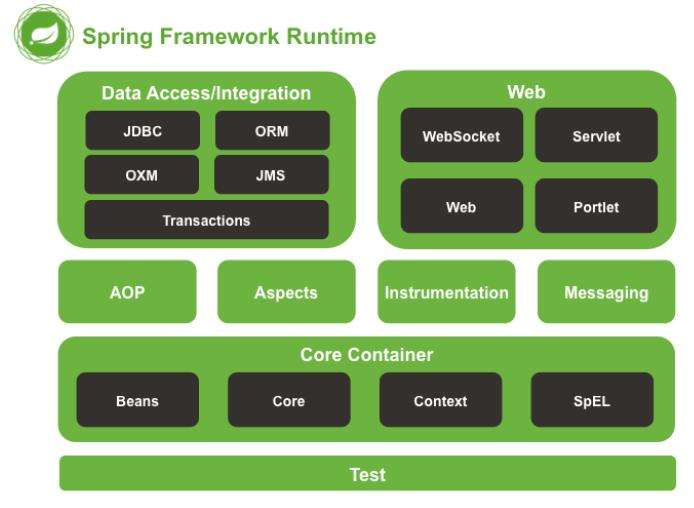 Spring Framework Runtime
Data Access/Integration
JDBC
ORM
OXM
JMS
Transactions
Web
WebSocket
Servlet
Web
Portlet
AOP
Aspects
Instrumentation
Messaging
Core Container
Beans
Core
Context
SpEL
Test